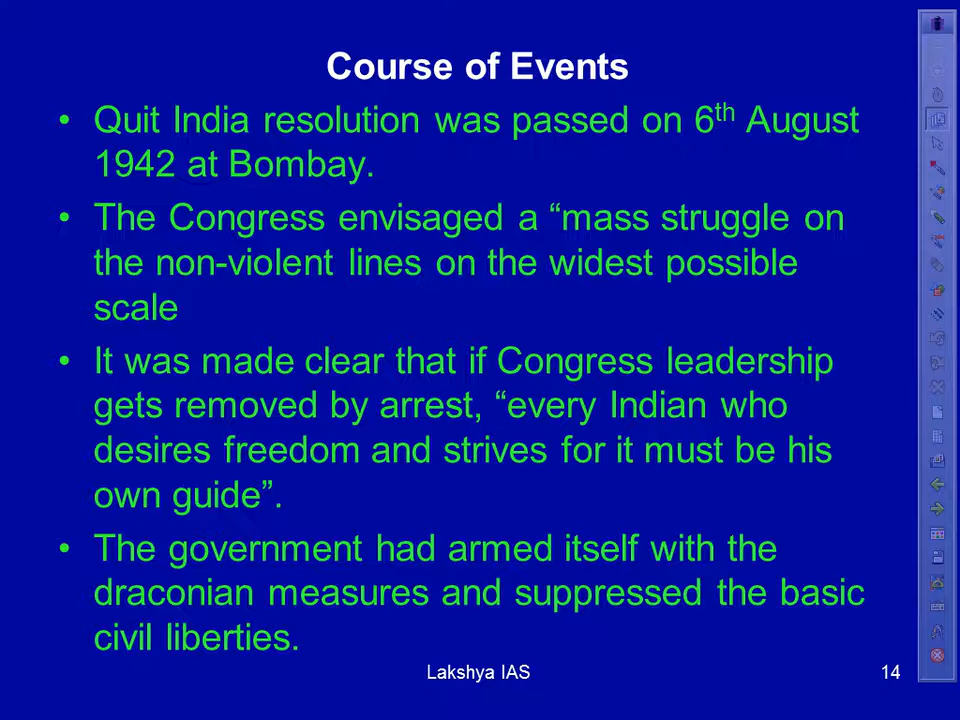 Course of Events
• Quit India resolution was passed on 6th August
1942 at Bombay.
• The Congress envisaged a “mass struggle on
the non-violent lines on the widest possible
scale
• It was made clear that if Congress leadership
gets removed by arrest, “every Indian who
desires freedom and strives for it must be his
own guide”.
• The government had armed itself with the
draconian measures and suppressed the basic
civil liberties.
Lakshya IAS
14